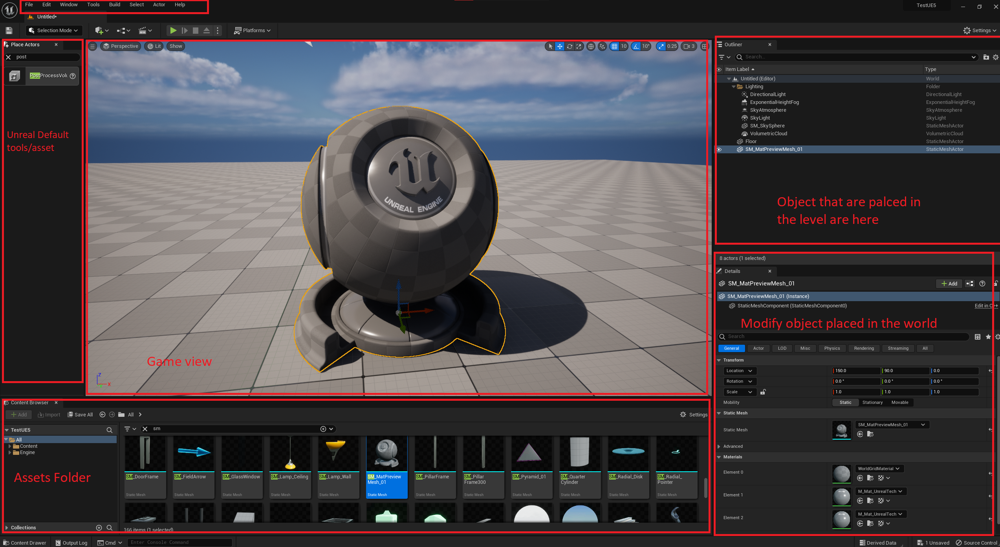 File Edit Window Tools Build Select Actor Help
TestUE5
Untitled*
Selection Mode
Platforms
Settings
Place Actors
post
PostProcessVolu
Unreal Default
tools/asset
Perspective Lit Show
10 10° 0.25 3
UNREAL ENGINE
Game view
Z
X
Outliner
Search...
Item Label Type
Untitled (Editor) World
Lighting Folder
DirectionalLight DirectionalLight
ExponentialHeightFog ExponentialHeightFog
SkyAtmosphere SkyAtmosphere
SkyLight SkyLight
SM_SkySphere StaticMeshActor
VolumetricCloud VolumetricCloud
Floor StaticMeshActor
SM_MatPreviewMesh_01 StaticMeshActor
Object that are palced in
the level are here
8 actors (1 selected)
Details
SM_MatPreviewMesh_01
+ Add
SM_MatPreviewMesh_01 (Instance)
StaticMeshComponent (StaticMeshComponent0) Edit in C++
Modify object placed in the world
Search
General Actor LOD Misc Physics Rendering Streaming All
Transform
Location 150.0 90.0 0.0
Rotation 0.0 ° 0.0 ° 0.0 °
Scale 1.0 1.0 1.0
Mobility Static Stationary Movable
Static Mesh
Static Mesh SM_MatPreviewMesh_01
Advanced
Materials
Element 0 WorldGridMaterial
Element 1 M_Mat_UnrealTech
Element 2 M_Mat_UnrealTech
Content Browser
+ Add Import Save All All
Settings
TestUE5
sm
All
Content
Engine
Assets Folder
Collections
SM_DoorFrame
Static Mesh
SM_FieldArrow
Static Mesh
SM_GlassWindow
Static Mesh
SM_Lamp_Ceiling
Static Mesh
SM_Lamp_Wall
Static Mesh
SM_MatPreview
Mesh_01
Static Mesh
SM_PillarFrame
Static Mesh
SM_Pillar
Frame300
Static Mesh
SM_Pyramid_01
Static Mesh
SM_Quarter
Cylinder
Static Mesh
SM_Radial_Disk
Static Mesh
SM_Radial_
Pointer
Static Mesh
166 items (1 selected)
Content Drawer Output Log Cmd Enter Console Command
Derived Data 1 Unsaved Source Control